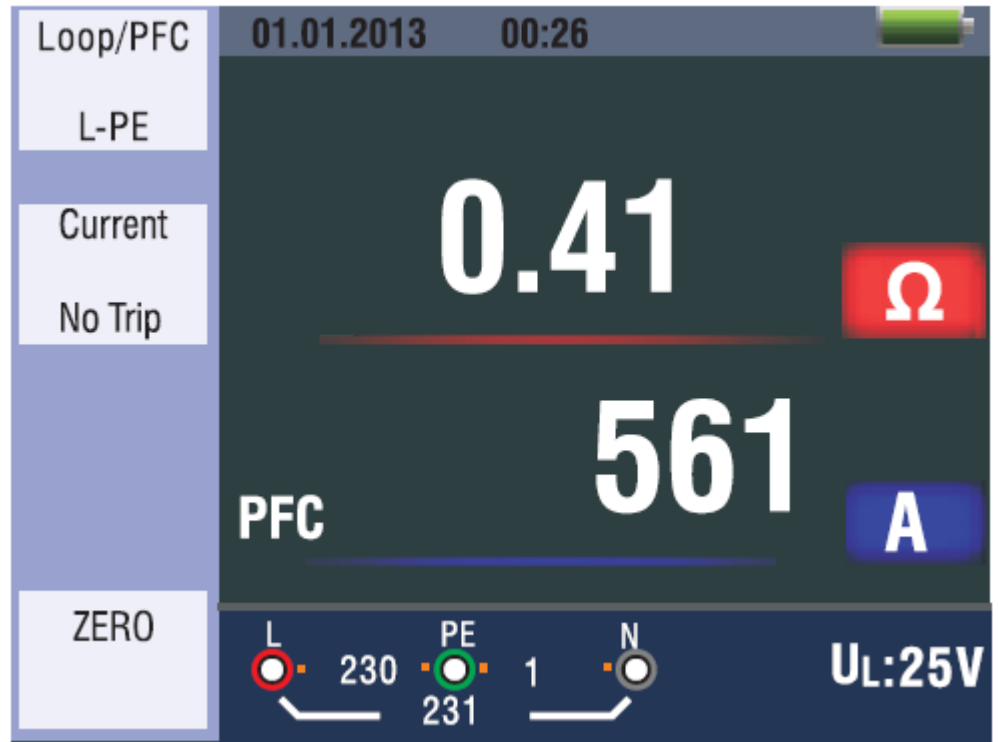 Loop/PFC
L-PE
Current
No Trip
ZERO
01.01.2013 00:26
0.41
Ω
561
PFC
A
L PE N
230 1
231
UL:25V